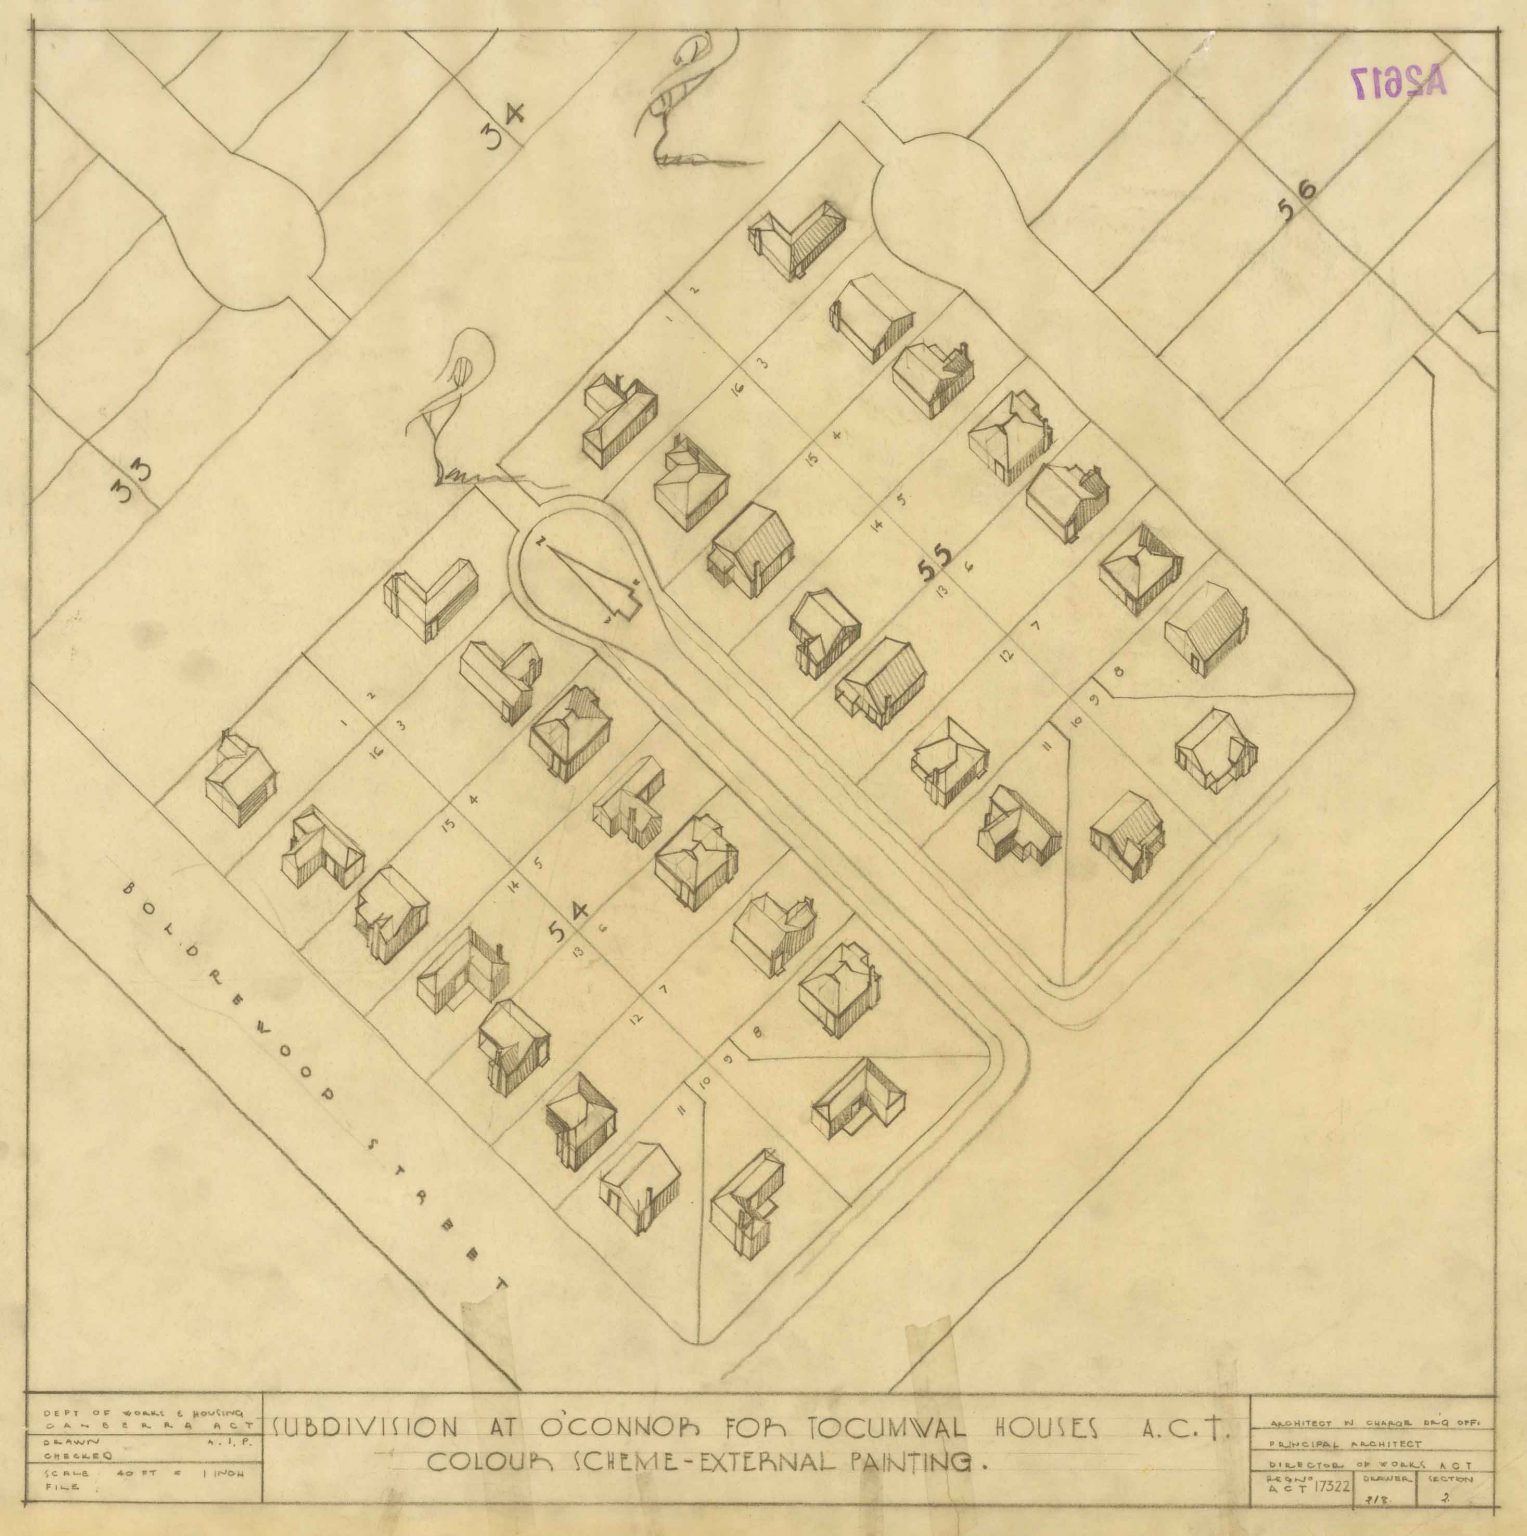 A2617
34
56
33
2
1
3
16
4
15
5
14
55
6
13
7
12
8
9
10
11
N
2
1
3
16
4
15
5
14
54
6
13
7
12
8
9
10
11
BOLDREWOOD STREET
DEPT OF WORKS & HOUSING
CANBERRA ACT
DRAWN A.I.P.
CHECKED
SCALE 40 FT = 1 INCH
FILE
SUBDIVISION AT O'CONNOR FOR TOCUMWAL HOUSES A.C.T.
COLOUR SCHEME-EXTERNAL PAINTING.
ARCHITECT IN CHARGE DR'G OFF.
PRINCIPAL ARCHITECT
DIRECTOR OF WORKS ACT
REG No ACT 17322
DRAWER
SECTION 2